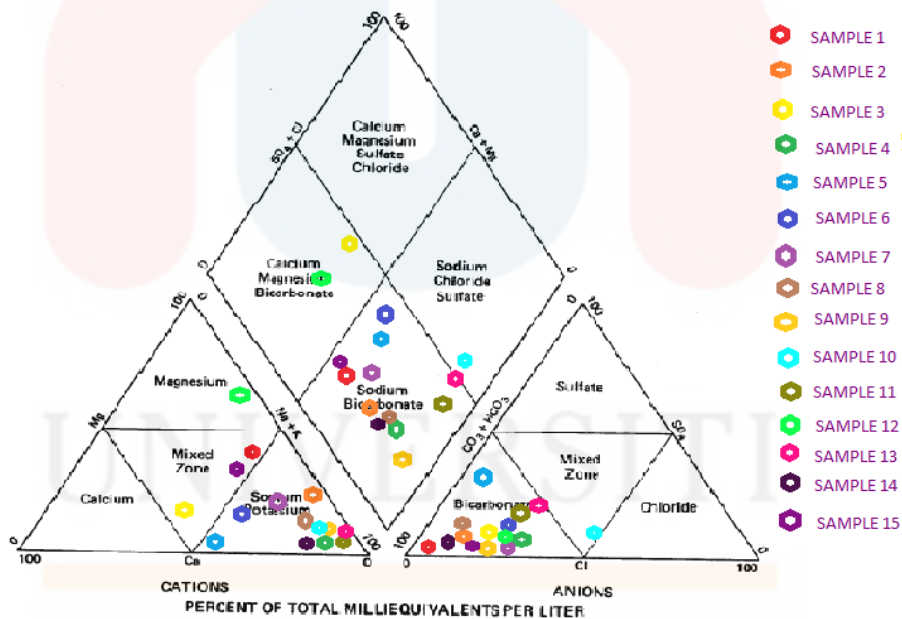 100
100
SO4 + Cl
Ca + Mg
Calcium
Magnesium
Sulfate
Chloride
Calcium
Magnesium
Bicarbonate
Sodium
Chloride
Sulfate
Sodium
Bicarbonate
0
0
100
0
Mg
Na + K
Magnesium
Mixed
Zone
Calcium
Sodium
Potassium
0
100
Ca
100
0
CATIONS
0
100
CO3 + HCO3
SO4
Sulfate
Mixed
Zone
Bicarbonate
Chloride
100
0
Cl
0
100
ANIONS
PERCENT OF TOTAL MILLIEQUIVALENTS PER LITER
UNIVERSITI
SAMPLE 1
SAMPLE 2
SAMPLE 3
SAMPLE 4
SAMPLE 5
SAMPLE 6
SAMPLE 7
SAMPLE 8
SAMPLE 9
SAMPLE 10
SAMPLE 11
SAMPLE 12
SAMPLE 13
SAMPLE 14
SAMPLE 15